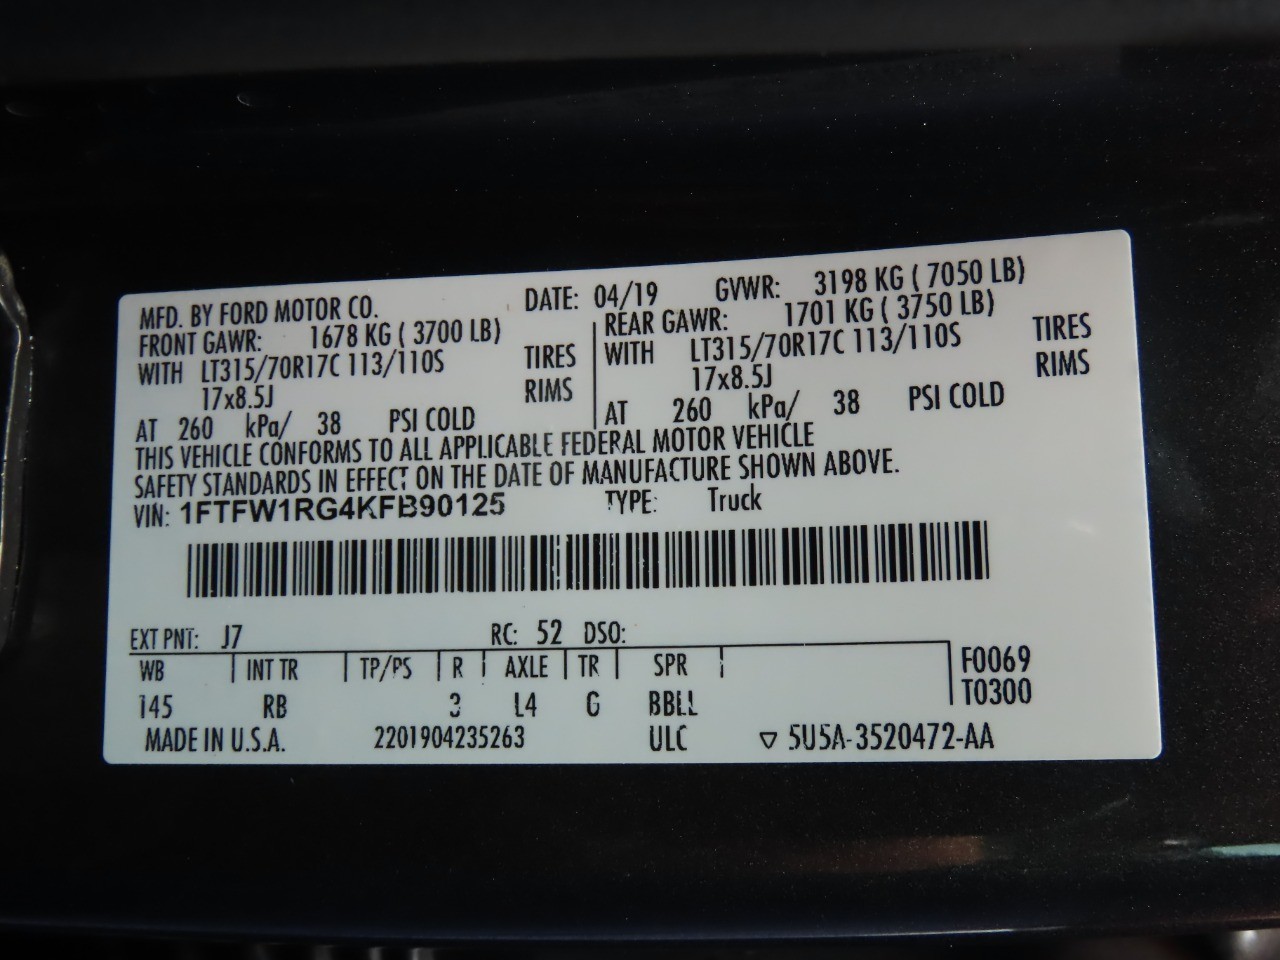 MFD. BY FORD MOTOR CO. DATE: 04/19 GVWR: 3198 KG ( 7050 LB)
FRONT GAWR: 1678 KG ( 3700 LB) REAR GAWR: 1701 KG ( 3750 LB)
WITH LT315/70R17C 113/110S TIRES WITH LT315/70R17C 113/110S TIRES
17x8.5J RIMS 17x8.5J RIMS
AT 260 kPa/ 38 PSI COLD AT 260 kPa/ 38 PSI COLD
THIS VEHICLE CONFORMS TO ALL APPLICABLE FEDERAL MOTOR VEHICLE
SAFETY STANDARDS IN EFFECT ON THE DATE OF MANUFACTURE SHOWN ABOVE.
VIN: 1FTFW1RG4KFB90125 TYPE: Truck
EXT PNT: J7 RC: 52 DSO:
WB INT TR TP/PS R AXLE TR SPR F0069
145 RB 3 L4 G BBLL T0300
MADE IN U.S.A. 2201904235263 ULC ▽ 5U5A-3520472-AA